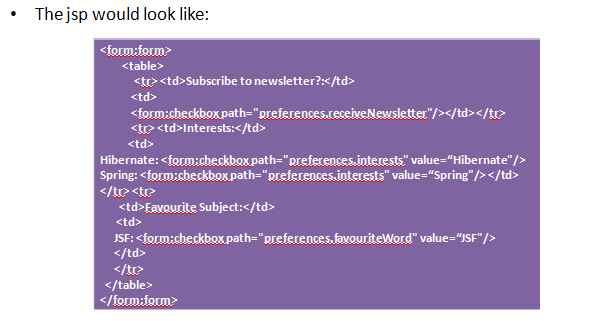 • The jsp would look like:
<form:form>
<table>
<tr> <td>Subscribe to newsletter?:</td>
<td>
<form:checkbox path="preferences.receiveNewsletter"/></td></tr>
<tr> <td>Interests:</td>
<td>
Hibernate: <form:checkbox path="preferences.interests" value=“Hibernate"/>
Spring: <form:checkbox path="preferences.interests" value=“Spring"/> </td>
</tr> <tr>
<td>Favourite Subject:</td>
<td>
JSF: <form:checkbox path="preferences.favouriteWord" value=“JSF"/>
</td>
</tr>
</table>
</form:form>